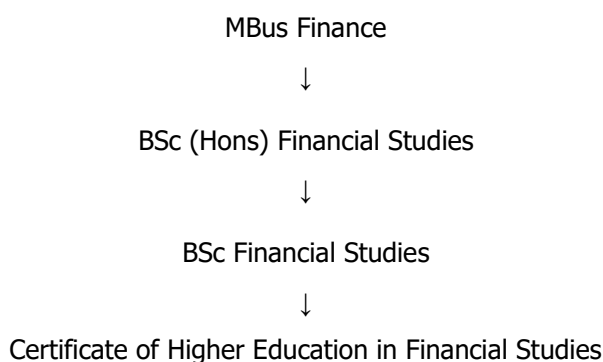 MBus Finance
↓
BSc (Hons) Financial Studies
↓
BSc Financial Studies
↓
Certificate of Higher Education in Financial Studies